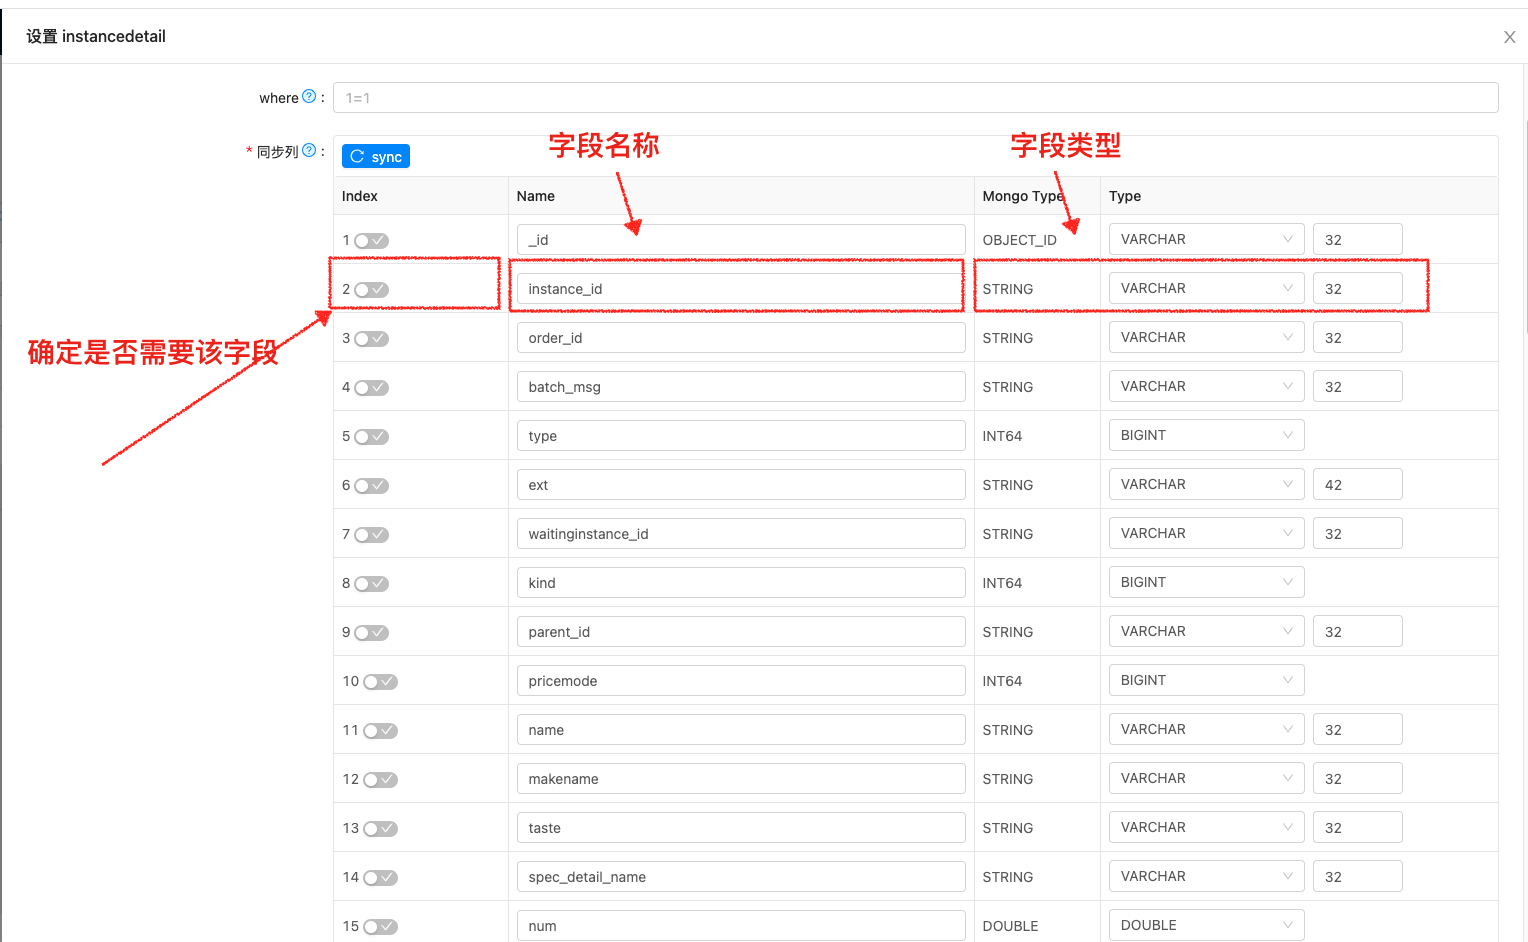 设置 instancedetail
where :
1=1
* 同步列 :
sync
字段名称
字段类型
Index Name Mongo Type Type
1 _id OBJECT_ID VARCHAR 32
2 instance_id STRING VARCHAR 32
3 order_id STRING VARCHAR 32
确定是否需要该字段
4 batch_msg STRING VARCHAR 32
5 type INT64 BIGINT
6 ext STRING VARCHAR 42
7 waitinginstance_id STRING VARCHAR 32
8 kind INT64 BIGINT
9 parent_id STRING VARCHAR 32
10 pricemode INT64 BIGINT
11 name STRING VARCHAR 32
12 makename STRING VARCHAR 32
13 taste STRING VARCHAR 32
14 spec_detail_name STRING VARCHAR 32
15 num DOUBLE DOUBLE